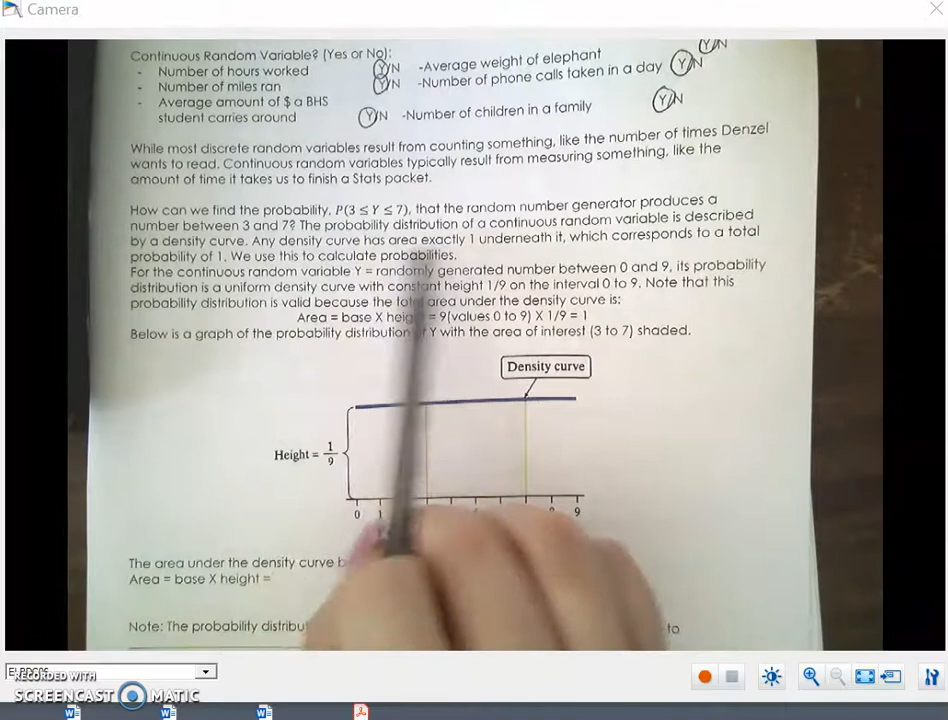 Camera
Y/N
Continuous Random Variable? (Yes or No):
- Number of hours worked Y/N -Average weight of elephant Y/N
- Number of miles ran Y/N -Number of phone calls taken in a day
- Average amount of $ a BHS
student carries around Y/N -Number of children in a family Y/N
While most discrete random variables result from counting something, like the number of times Denzel
wants to read. Continuous random variables typically result from measuring something, like the
amount of time it takes us to finish a Stats packet.
How can we find the probability, P(3 ≤ Y ≤ 7), that the random number generator produces a
number between 3 and 7? The probability distribution of a continuous random variable is described
by a density curve. Any density curve has area exactly 1 underneath it, which corresponds to a total
probability of 1. We use this to calculate probabilities.
For the continuous random variable Y = randomly generated number between 0 and 9, its probability
distribution is a uniform density curve with constant height 1/9 on the interval 0 to 9. Note that this
probability distribution is valid because the total area under the density curve is:
Area = base X height = 9(values 0 to 9) X 1/9 = 1
Below is a graph of the probability distribution of Y with the area of interest (3 to 7) shaded.
Density curve
Height = 1/9
0 1 9
The area under the density curve
Area = base X height =
Note: The probability to
RECORDED WITH
SCREENCAST MATIC